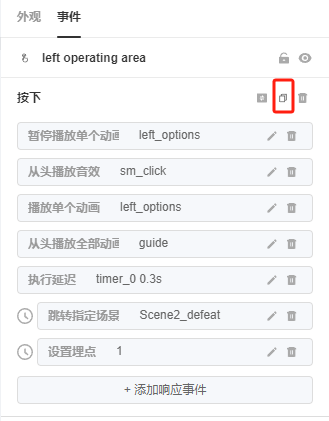 外观 事件
left operating area
按下
暂停播放单个动画 left_options
从头播放音效 sm_click
播放单个动画 left_options
从头播放全部动画 guide
执行延迟 timer_0 0.3s
跳转指定场景 Scene2_defeat
设置埋点 1
+ 添加响应事件